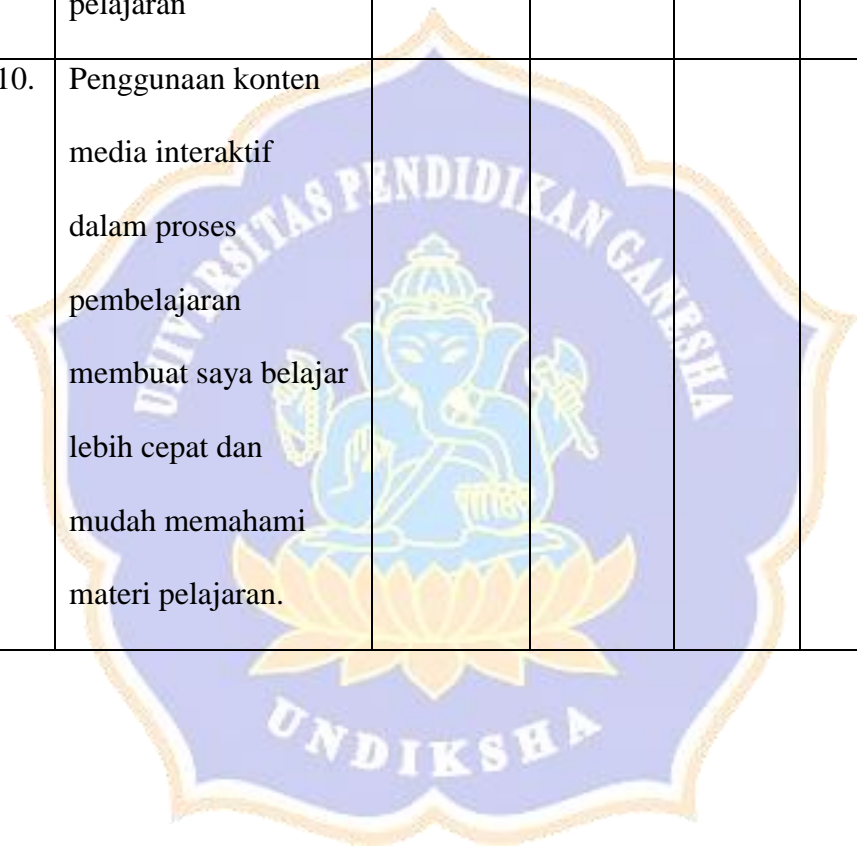 pelajaran
10. Penggunaan konten
media interaktif
dalam proses
pembelajaran
membuat saya belajar
lebih cepat dan
mudah memahami
materi pelajaran.
UNIVERSITAS PENDIDIKAN GANESHA
UNDIKSHA